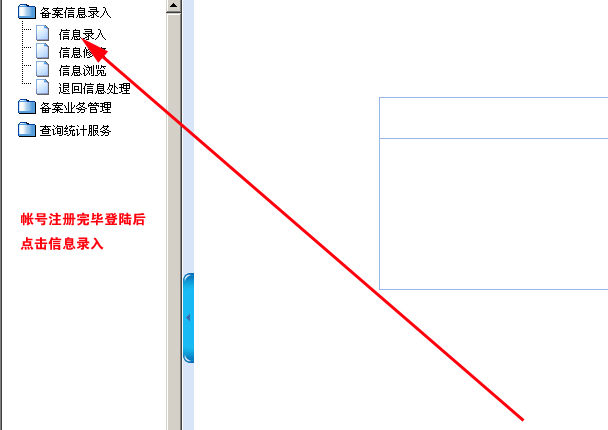 备案信息录入
信息录入
信息修
信息浏览
退回信息处理
备案业务管理
查询统计服务
帐号注册完毕登陆后
点击信息录入